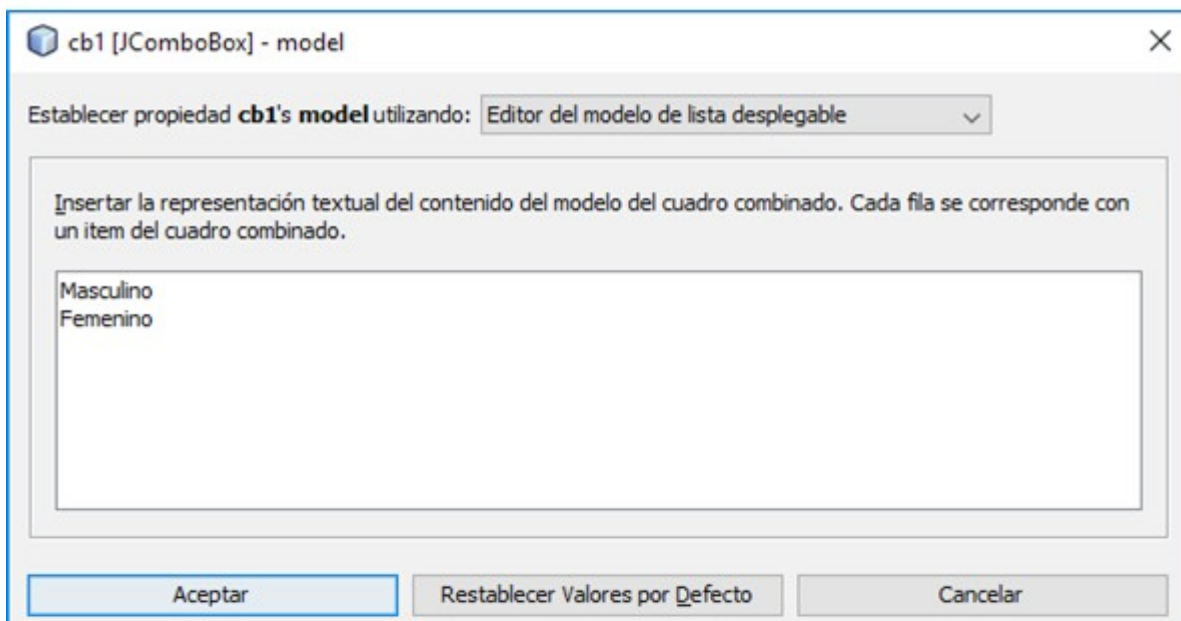 cb1 [JComboBox] - model
Establecer propiedad cb1's model utilizando: Editor del modelo de lista desplegable
Insertar la representación textual del contenido del modelo del cuadro combinado. Cada fila se corresponde con
un item del cuadro combinado.
Masculino
Femenino
Aceptar Restablecer Valores por Defecto Cancelar